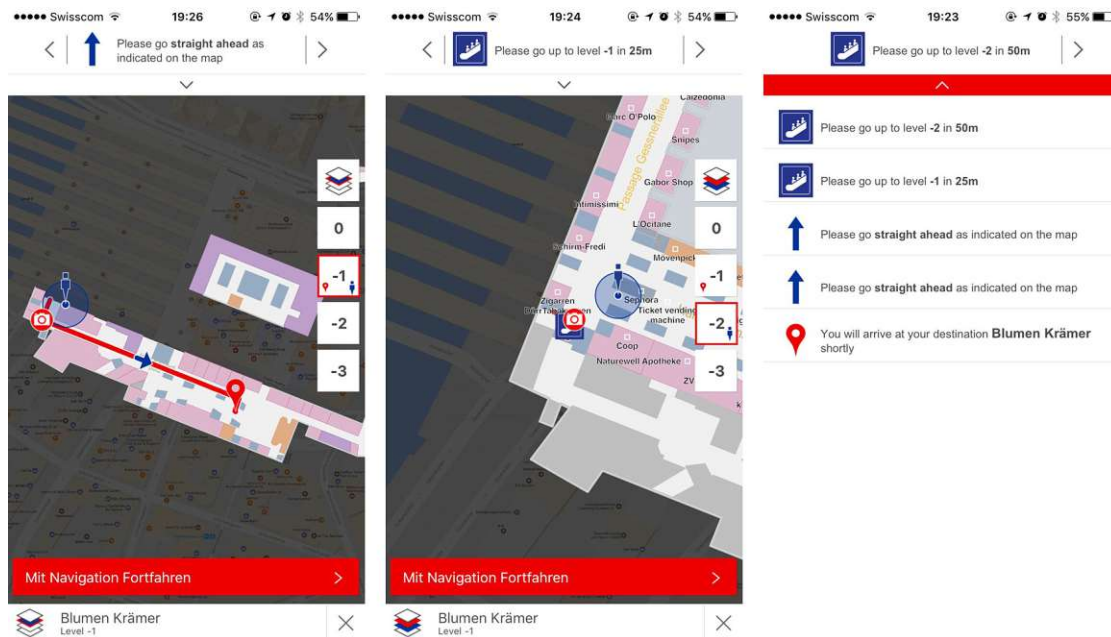 Swisscom 19:26 54%
Please go straight ahead as
indicated on the map
0
-1
-2
-3
Mit Navigation Fortfahren
Blumen Krämer
Level -1
Swisscom 19:24 54%
Please go up to level -1 in 25m
Calzedonia
Marc O'Polo
Snipes
Passage Gessnerallee
Gabor Shop
Intimissimi
L'Occitane
Schirm-Fredi
Mövenpick
0
-1
-2
-3
Zigarren
Sephora
Ticket vending
machine
Coop
Naturewell Apotheke
ZV
Mit Navigation Fortfahren
Blumen Krämer
Level -1
Swisscom 19:23 55%
Please go up to level -2 in 50m
Please go up to level -2 in 50m
Please go up to level -1 in 25m
Please go straight ahead as indicated on the map
Please go straight ahead as indicated on the map
You will arrive at your destination Blumen Krämer
shortly